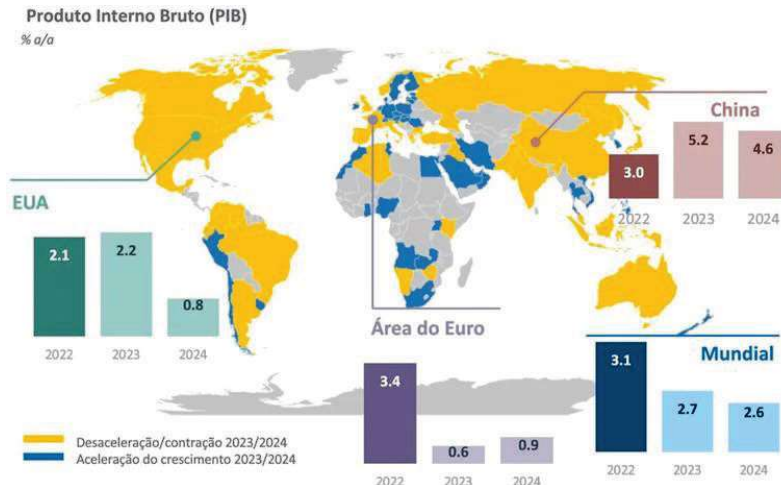 Produto Interno Bruto (PIB)
% a/a
China
5.2
4.6
3.0
2022 2023 2024
EUA
2.1 2.2
0.8
2022 2023 2024
Área do Euro
3.4
0.6 0.9
2022 2023 2024
Mundial
3.1
2.7 2.6
2022 2023 2024
Desaceleração/contração 2023/2024
Aceleração do crescimento 2023/2024